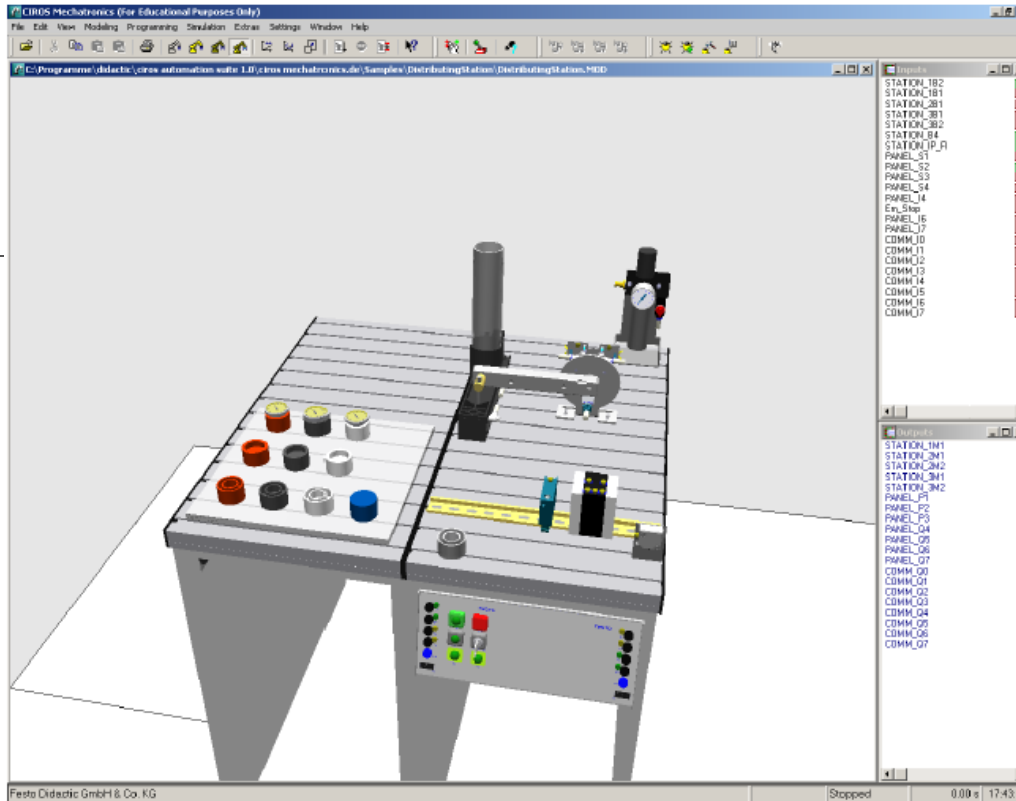 CIROS Mechatronics (For Educational Purposes Only)
File Edit View Modeling Programming Simulation Extras Settings Window Help
C:\Programme\didactic\ciros automation suite 1.0\ciros mechatronics.de\Samples\DistributingStation\DistributingStation.MOD
Inputs
STATION_1B2
STATION_1B1
STATION_2B1
STATION_3B1
STATION_3B2
STATION_B4
STATION_IP_FI
PANEL_S1
PANEL_S2
PANEL_S3
PANEL_S4
PANEL_I4
Em_Stop
PANEL_I6
PANEL_I7
COMM_I0
COMM_I1
COMM_I2
COMM_I3
COMM_I4
COMM_I5
COMM_I6
COMM_I7
Outputs
STATION_1M1
STATION_2M1
STATION_2M2
STATION_3M1
STATION_3M2
PANEL_P1
PANEL_P2
PANEL_P3
PANEL_Q4
PANEL_Q5
PANEL_Q6
PANEL_Q7
COMM_Q0
COMM_Q1
COMM_Q2
COMM_Q3
COMM_Q4
COMM_Q5
COMM_Q6
COMM_Q7
Festo Didactic GmbH & Co. KG
Stopped
0.00 s
17:43